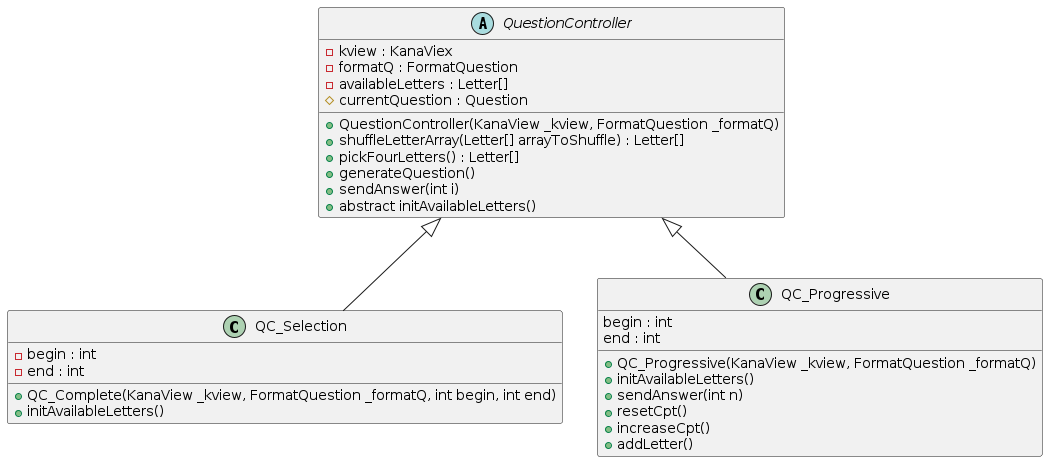 A QuestionController
kview : KanaViex
formatQ : FormatQuestion
availableLetters : Letter[]
currentQuestion : Question
QuestionController(KanaView _kview, FormatQuestion _formatQ)
shuffleLetterArray(Letter[] arrayToShuffle) : Letter[]
pickFourLetters() : Letter[]
generateQuestion()
sendAnswer(int i)
abstract initAvailableLetters()
C QC_Selection
begin : int
end : int
QC_Complete(KanaView _kview, FormatQuestion _formatQ, int begin, int end)
initAvailableLetters()
C QC_Progressive
begin : int
end : int
QC_Progressive(KanaView _kview, FormatQuestion _formatQ)
initAvailableLetters()
sendAnswer(int n)
resetCpt()
increaseCpt()
addLetter()